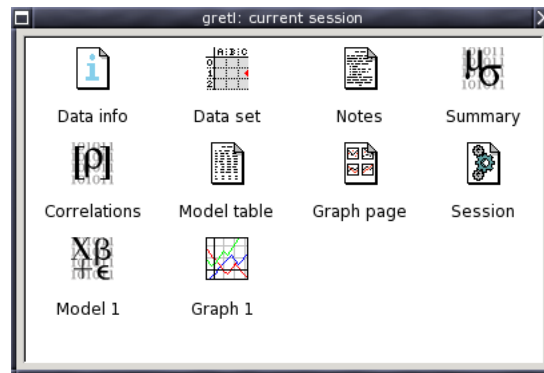 gretl: current session
Data info Data set Notes Summary
Correlations Model table Graph page Session
Model 1 Graph 1